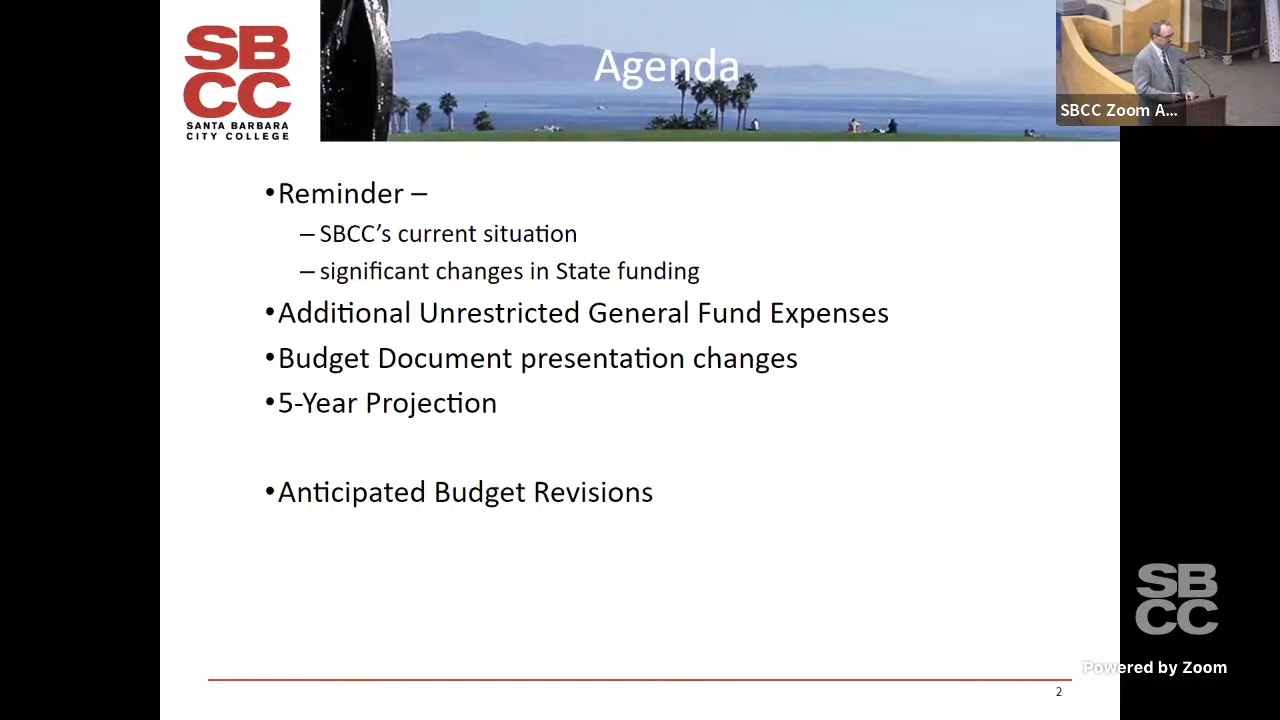 SB
CC
SANTA BARBARA
CITY COLLEGE
Agenda
SBCC Zoom A...
•Reminder –
– SBCC's current situation
– significant changes in State funding
•Additional Unrestricted General Fund Expenses
•Budget Document presentation changes
•5-Year Projection
•Anticipated Budget Revisions
SB
CC
Powered by Zoom
2